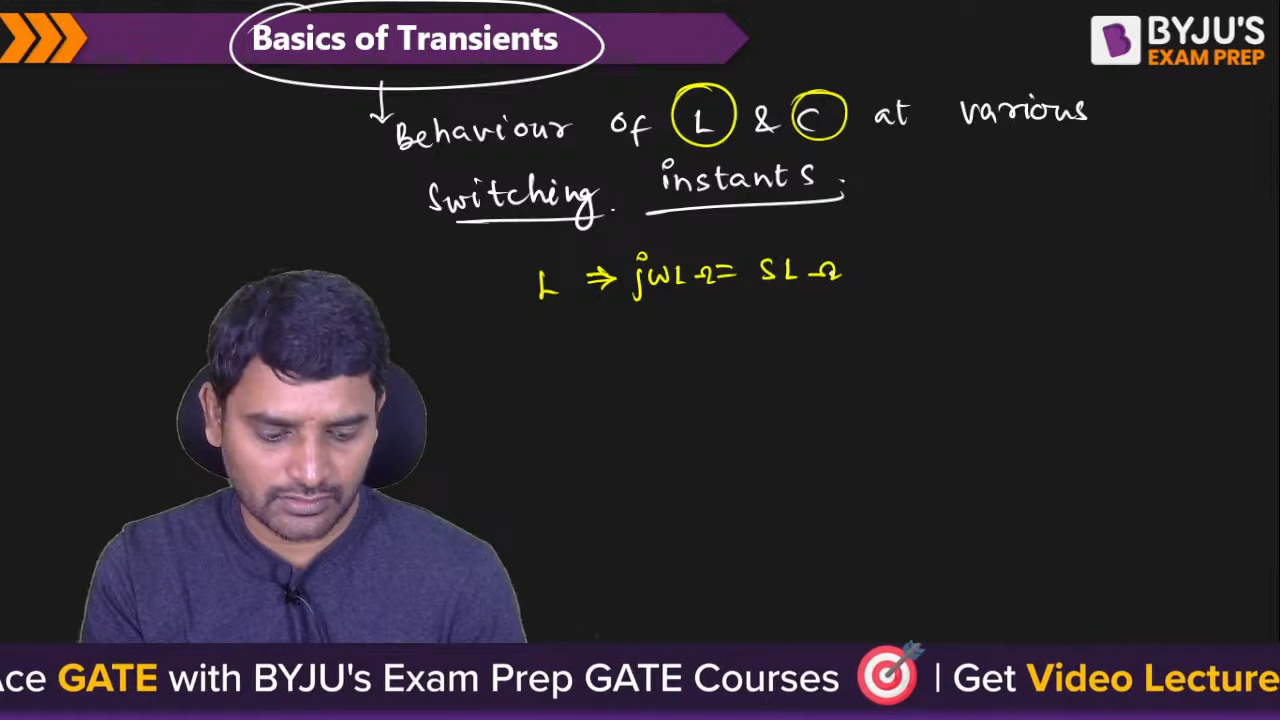 Basics of Transients
BYJU'S
EXAM PREP
Behaviour of L & C at various
switching instants.
L ⇒ jωL Ω = SL Ω
Ace GATE with BYJU's Exam Prep GATE Courses | Get Video Lecture